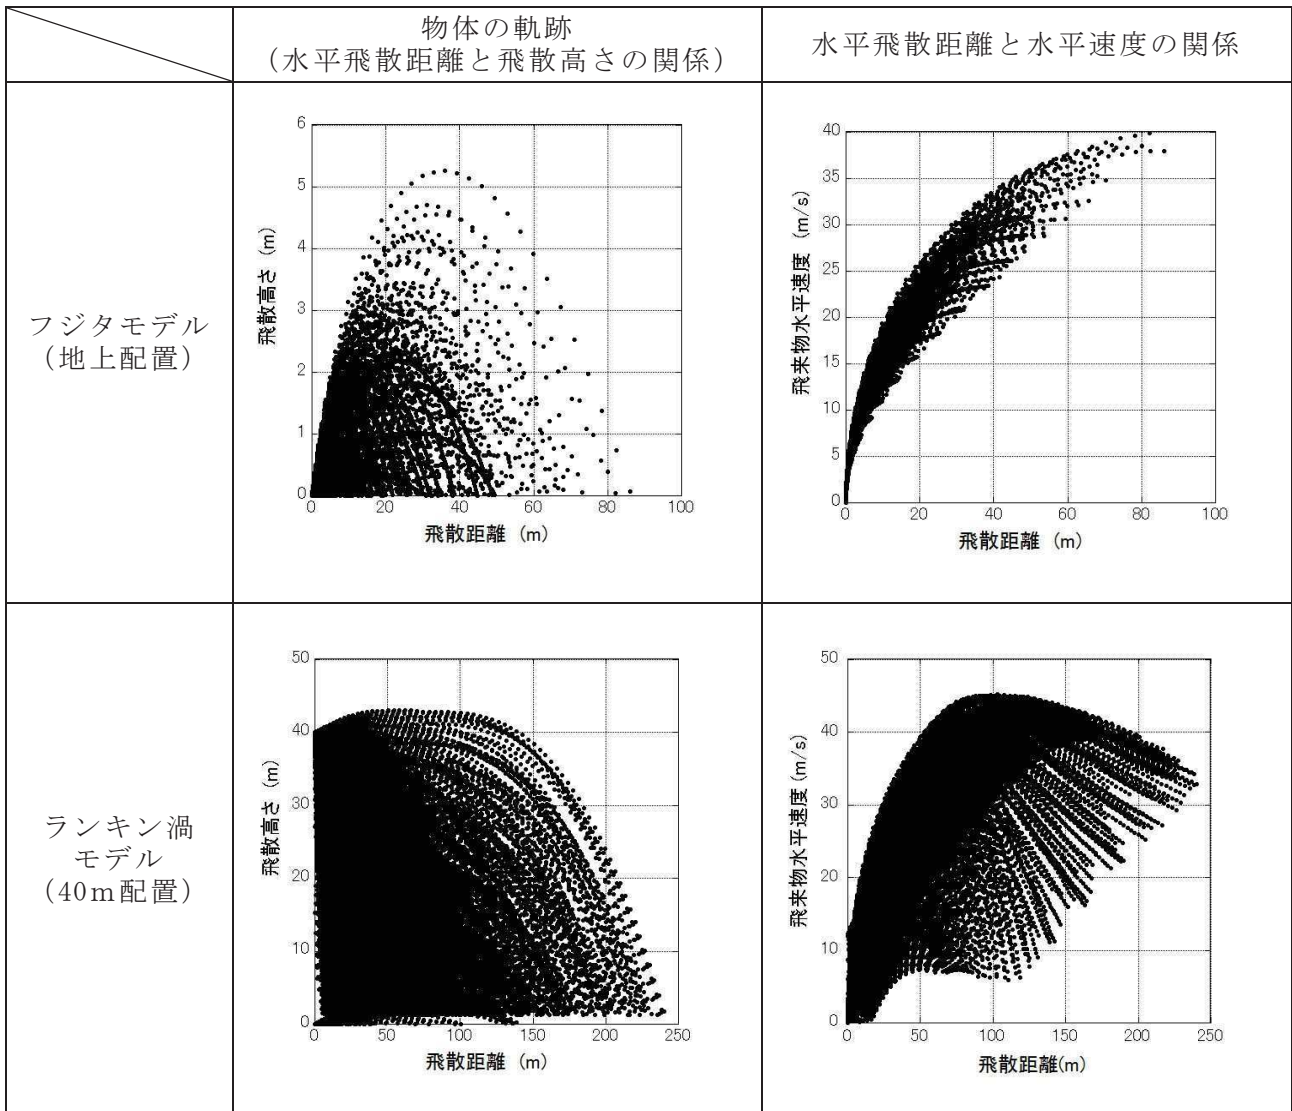 物体の軌跡
（水平飛散距離と飛散高さの関係）
水平飛散距離と水平速度の関係
フジタモデル
（地上配置）
飛散高さ (m)
6
5
4
3
2
1
0
0 20 40 60 80 100
飛散距離 (m)
飛来物水平速度 (m/s)
40
35
30
25
20
15
10
5
0
0 20 40 60 80 100
飛散距離 (m)
ランキン渦
モデル
（40m配置）
飛散高さ (m)
50
40
30
20
10
0
0 50 100 150 200 250
飛散距離 (m)
飛来物水平速度 (m/s)
50
40
30
20
10
0
0 50 100 150 200 250
飛散距離(m)